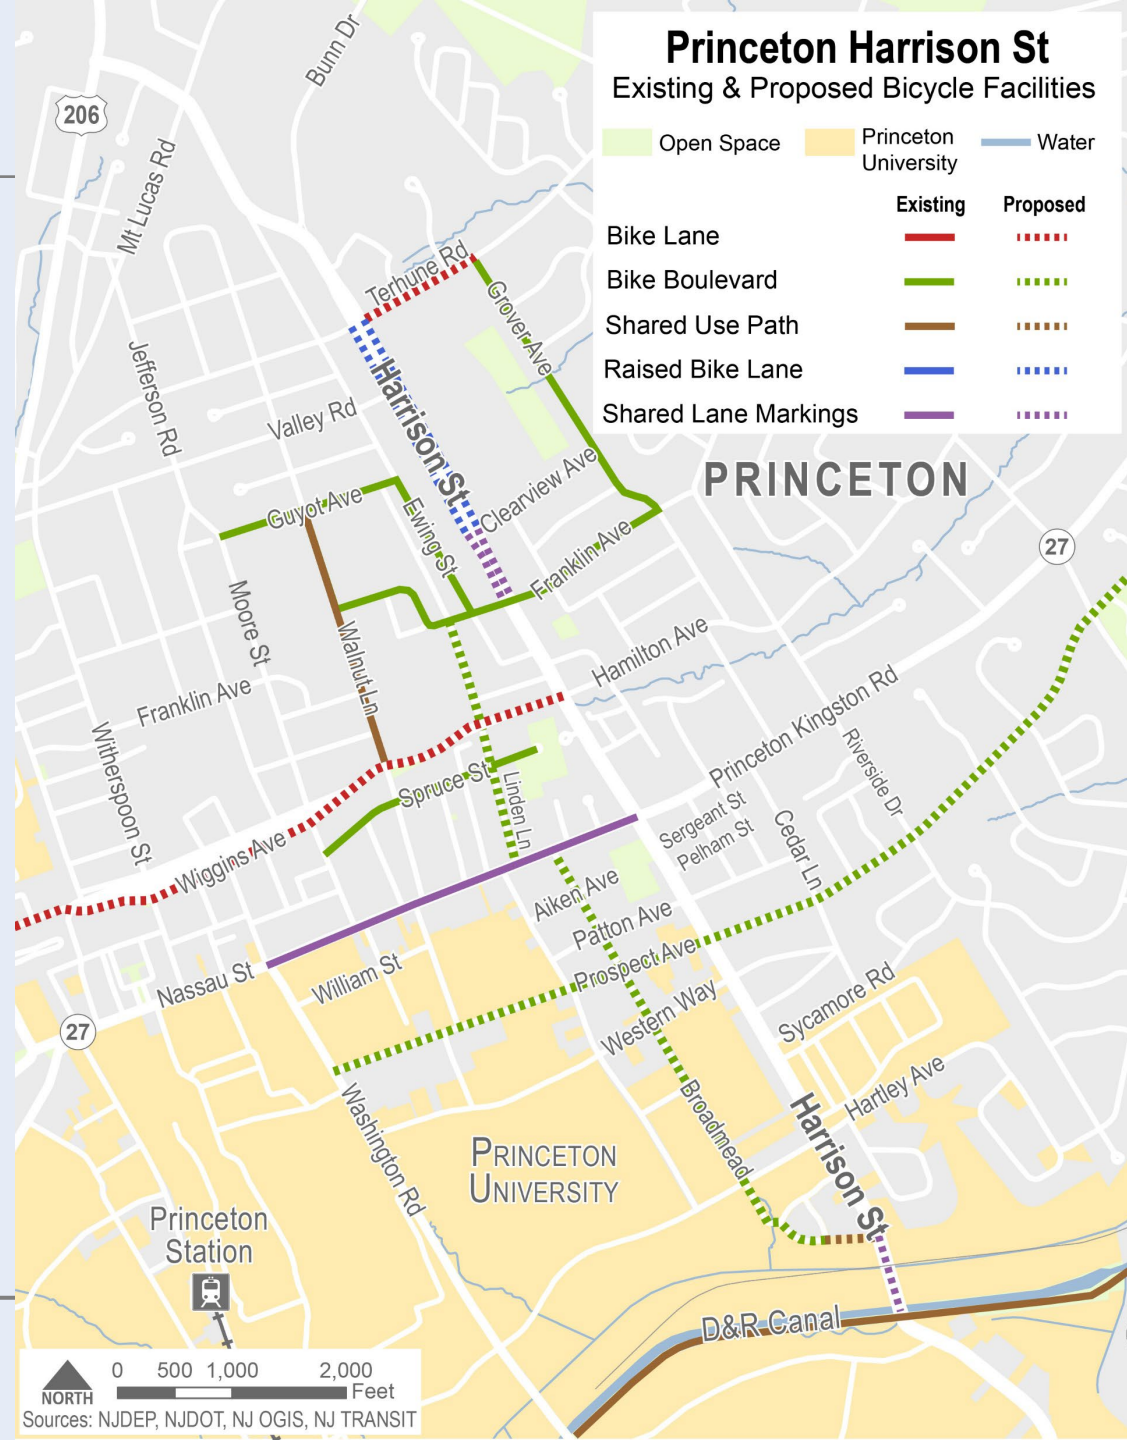 Princeton Harrison St
Existing & Proposed Bicycle Facilities
Open Space
Princeton
University
Water
Existing
Proposed
Bike Lane
Bike Boulevard
Shared Use Path
Raised Bike Lane
Shared Lane Markings
206
Bunn Dr
Mt Lucas Rd
Terhune Rd
Grover Ave
Jefferson Rd
Harrison St
Valley Rd
Clearview Ave
PRINCETON
Guyot Ave
Ewing St
27
Franklin Ave
Moore St
Walnut Ln
Hamilton Ave
Franklin Ave
Princeton Kingston Rd
Witherspoon St
Riverside Dr
Spruce St
Linden Ln
Sergeant St
Pelham St
Cedar Ln
Wiggins Ave
Aiken Ave
Patton Ave
Prospect Ave
Nassau St
William St
Western Way
Sycamore Rd
27
Hartley Ave
Washington Rd
Broadmead
Harrison St
PRINCETON
UNIVERSITY
Princeton
Station
D&R Canal
0 500 1,000 2,000
Feet
NORTH
Sources: NJDEP, NJDOT, NJ OGIS, NJ TRANSIT